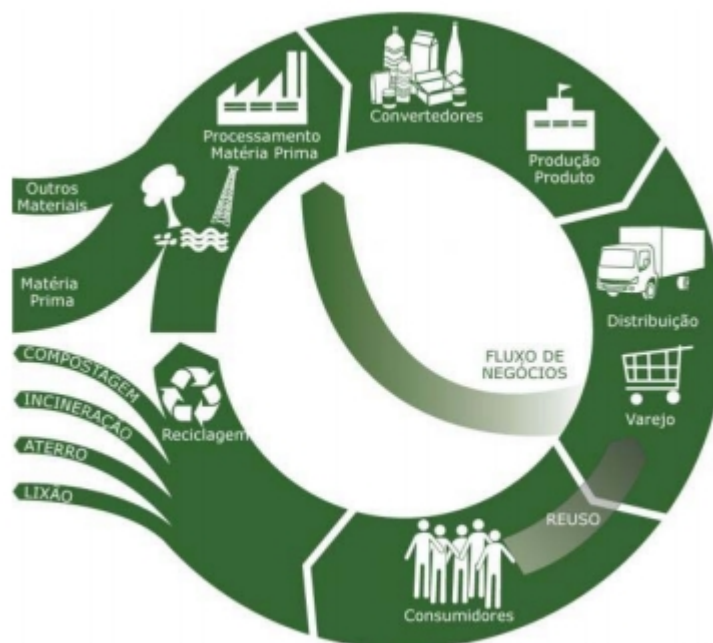 Processamento
Matéria Prima
Convertedores
Produção
Produto
Outros
Materiais
Matéria
Prima
Distribuição
Varejo
FLUXO DE
NEGÓCIOS
COMPOSTAGEM
INCINERAÇÃO
ATERRO
LIXÃO
Reciclagem
REUSO
Consumidores